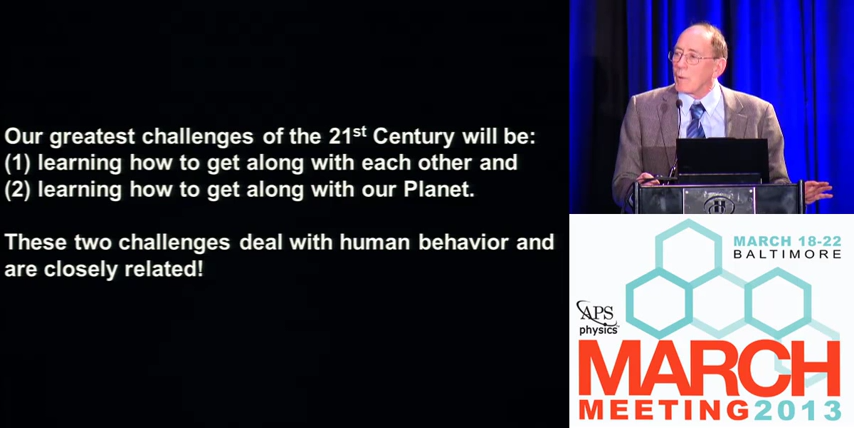 Our greatest challenges of the 21st Century will be:
(1) learning how to get along with each other and
(2) learning how to get along with our Planet.
These two challenges deal with human behavior and
are closely related!
MARCH 18-22
BALTIMORE
APS
physics
MARCH
MEETING2013